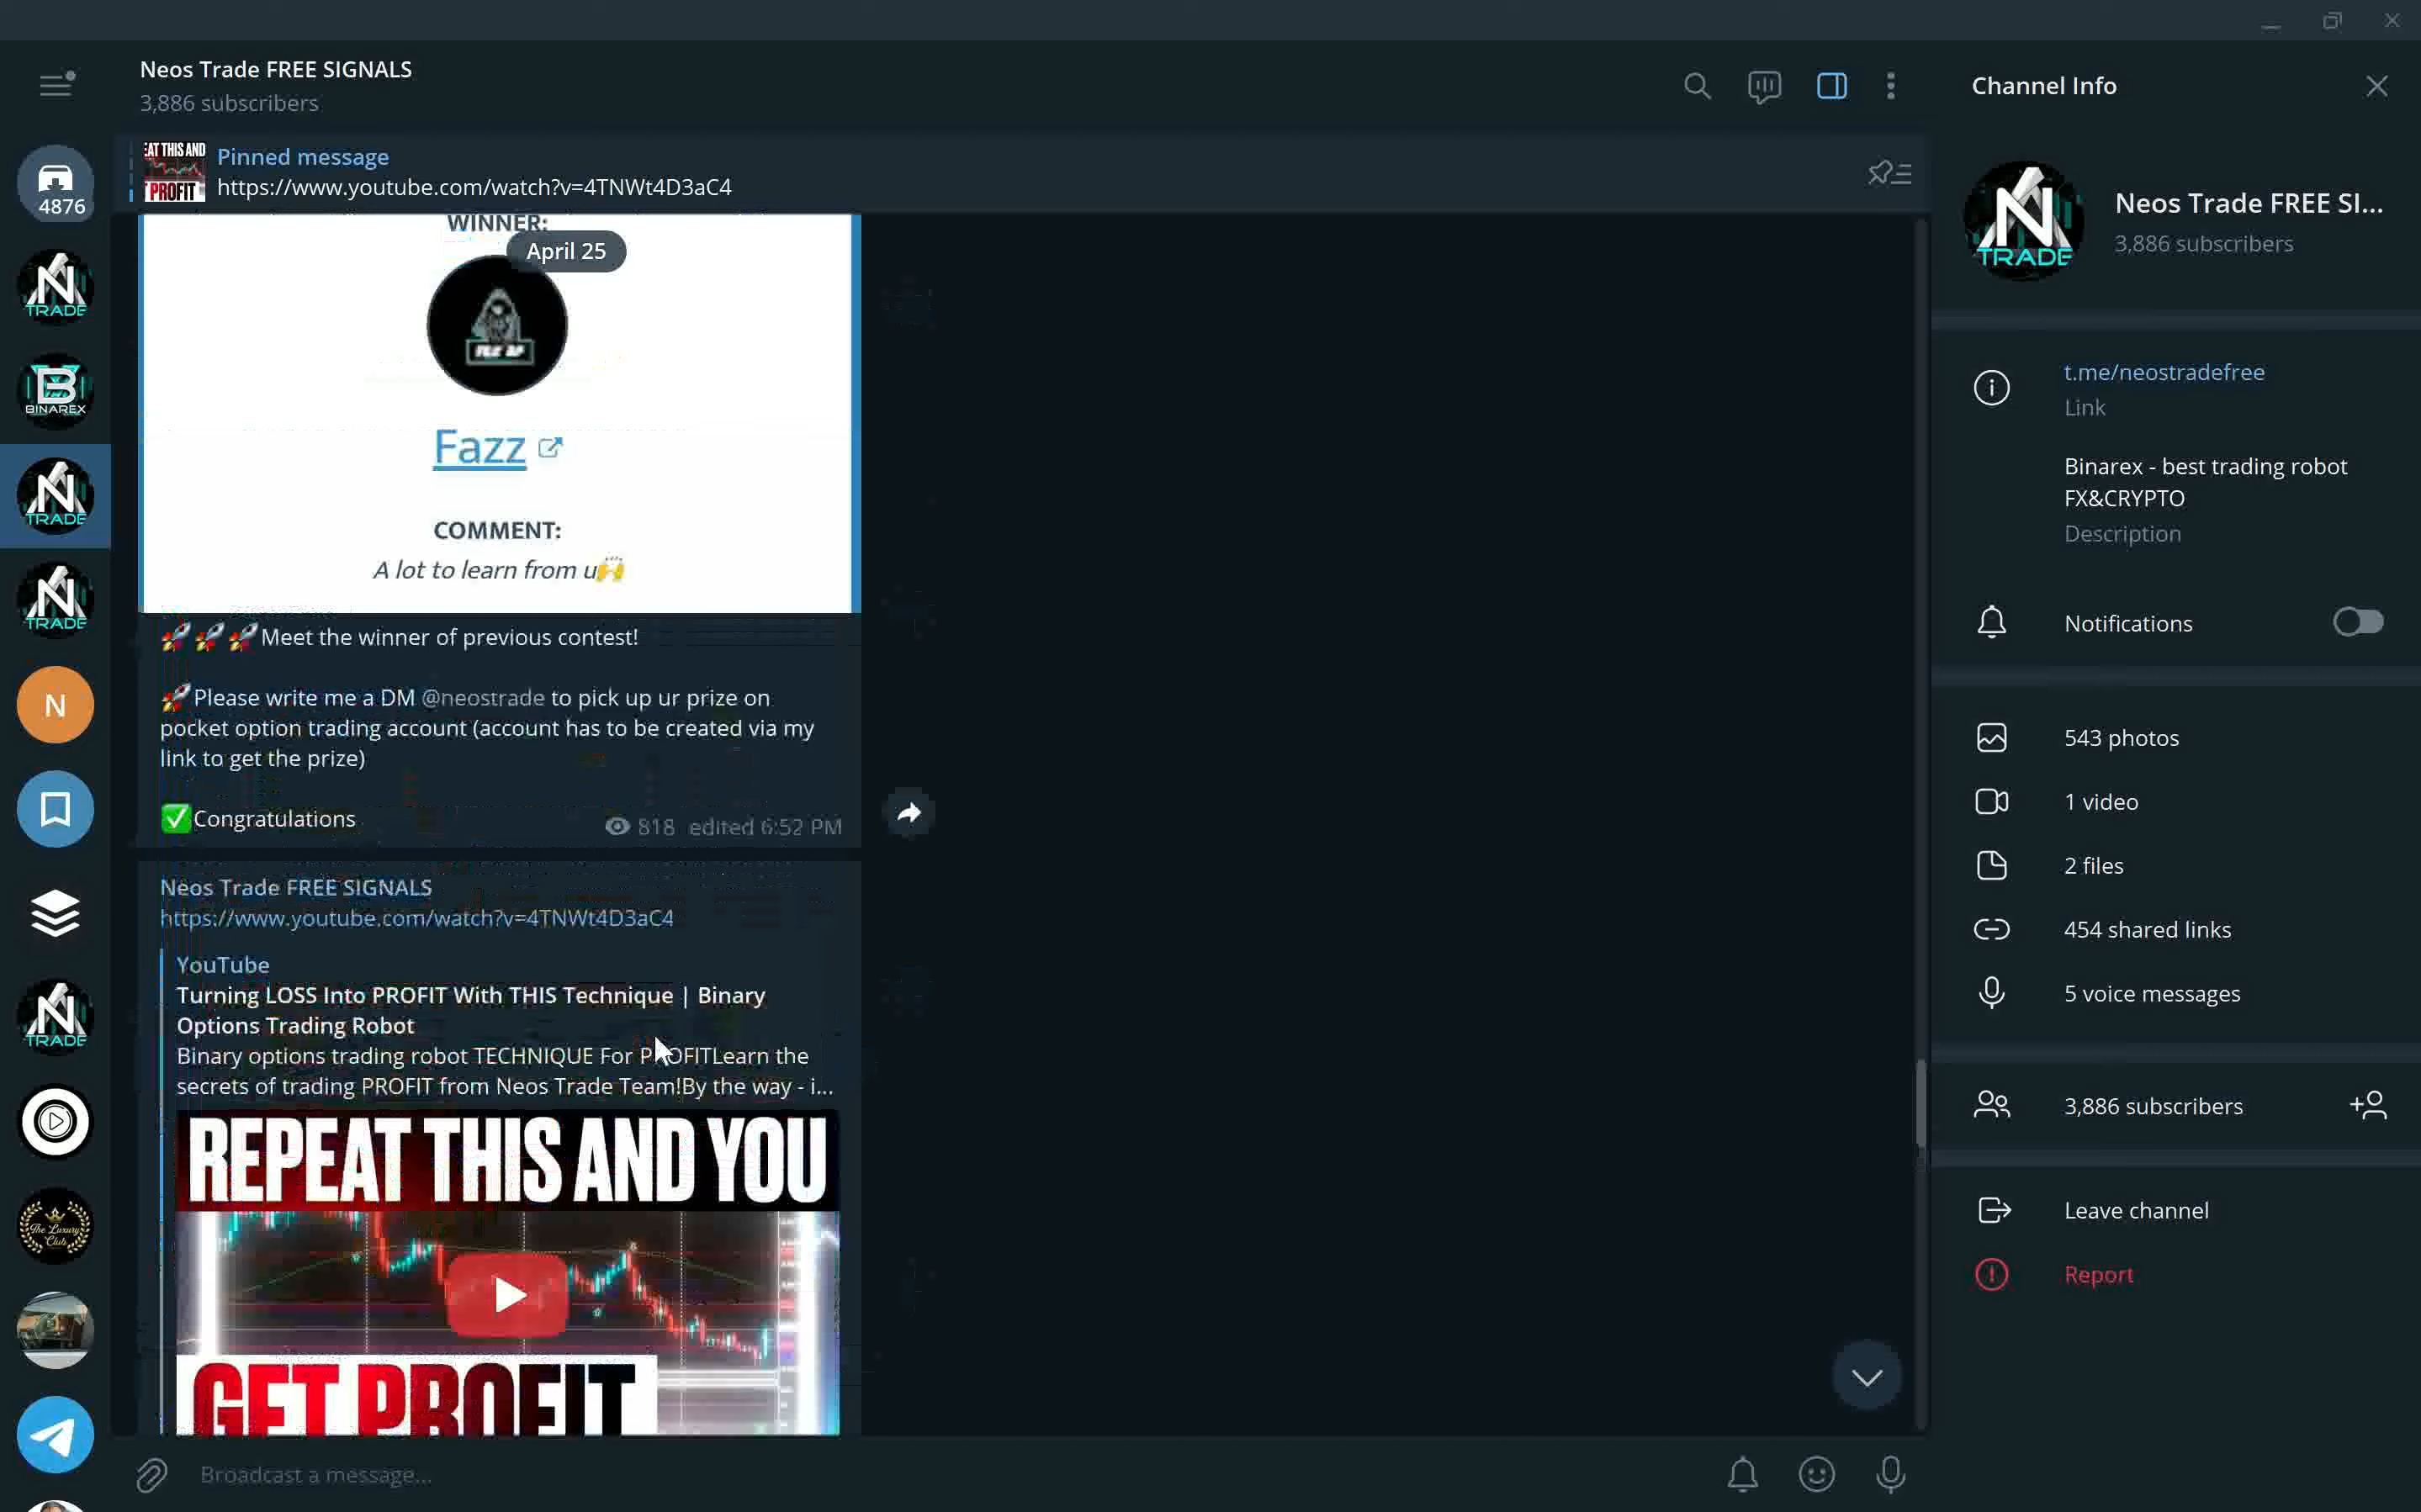 Neos Trade FREE SIGNALS
3,886 subscribers
Pinned message
https://www.youtube.com/watch?v=4TNWt4D3aC4
EAT THIS AND
PROFIT
4876
TRADE
BINAREX
TRADE
TRADE
N
TRADE
The Luxury
Club
WINNER:
April 25
Fazz
COMMENT:
A lot to learn from u🙌
🚀🚀🚀Meet the winner of previous contest!
🚀Please write me a DM @neostrade to pick up ur prize on
pocket option trading account (account has to be created via my
link to get the prize)
✅Congratulations
818 edited 6:52 PM
Neos Trade FREE SIGNALS
https://www.youtube.com/watch?v=4TNWt4D3aC4
YouTube
Turning LOSS Into PROFIT With THIS Technique | Binary
Options Trading Robot
Binary options trading robot TECHNIQUE For PROFITLearn the
secrets of trading PROFIT from Neos Trade Team!By the way - i...
REPEAT THIS AND YOU
GET PROFIT
Broadcast a message...
Channel Info
TRADE
Neos Trade FREE SI...
3,886 subscribers
t.me/neostradefree
Link
Binarex - best trading robot
FX&CRYPTO
Description
Notifications
543 photos
1 video
2 files
454 shared links
5 voice messages
3,886 subscribers
Leave channel
Report